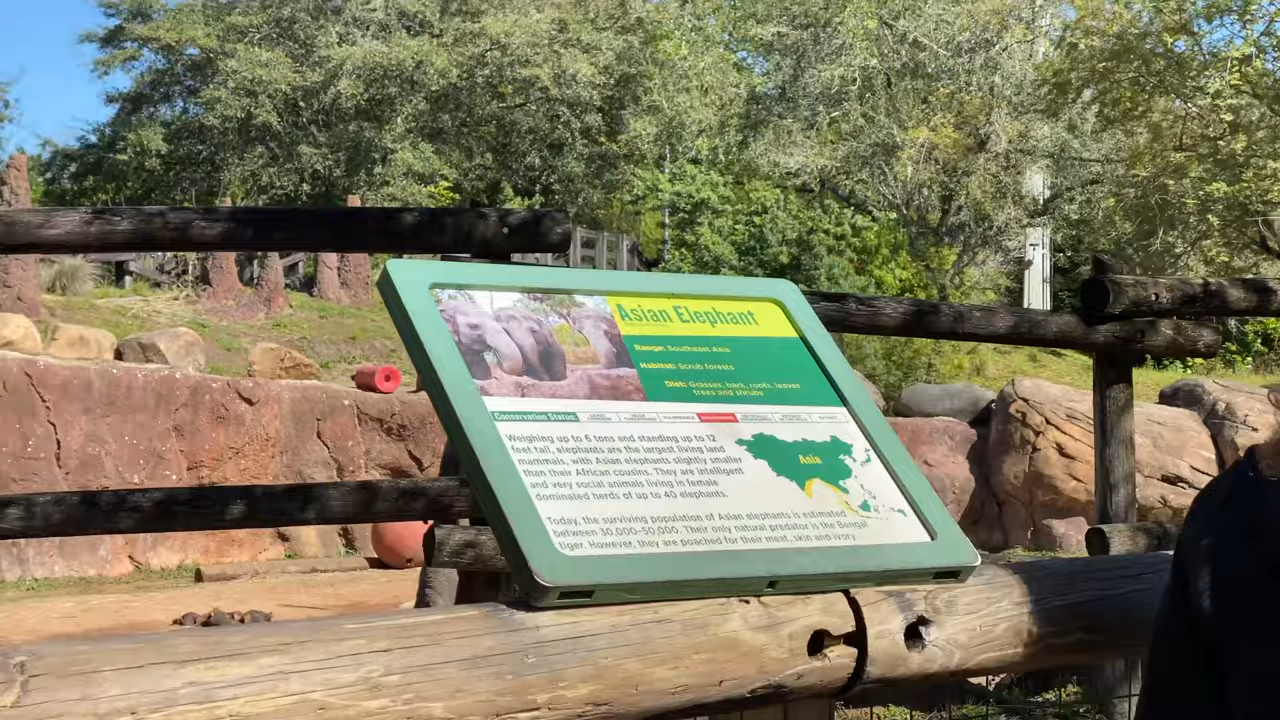 Asian Elephant
Range: Southeast Asia
Habitat: Scrub forests
Diet: Grasses, bark, roots, leaves
trees and shrubs
Conservation Status:
VULNERABLE
ENDANGERED
Weighing up to 6 tons and standing up to 12
feet tall, elephants are the largest living land
mammals, with Asian elephants slightly smaller
than their African cousins. They are intelligent
and very social animals living in female
dominated herds of up to 40 elephants.
Asia
Today, the surviving population of Asian elephants is estimated
between 30,000-50,000. Their only natural predator is the Bengal
tiger. However, they are poached for their meat, skin and ivory.